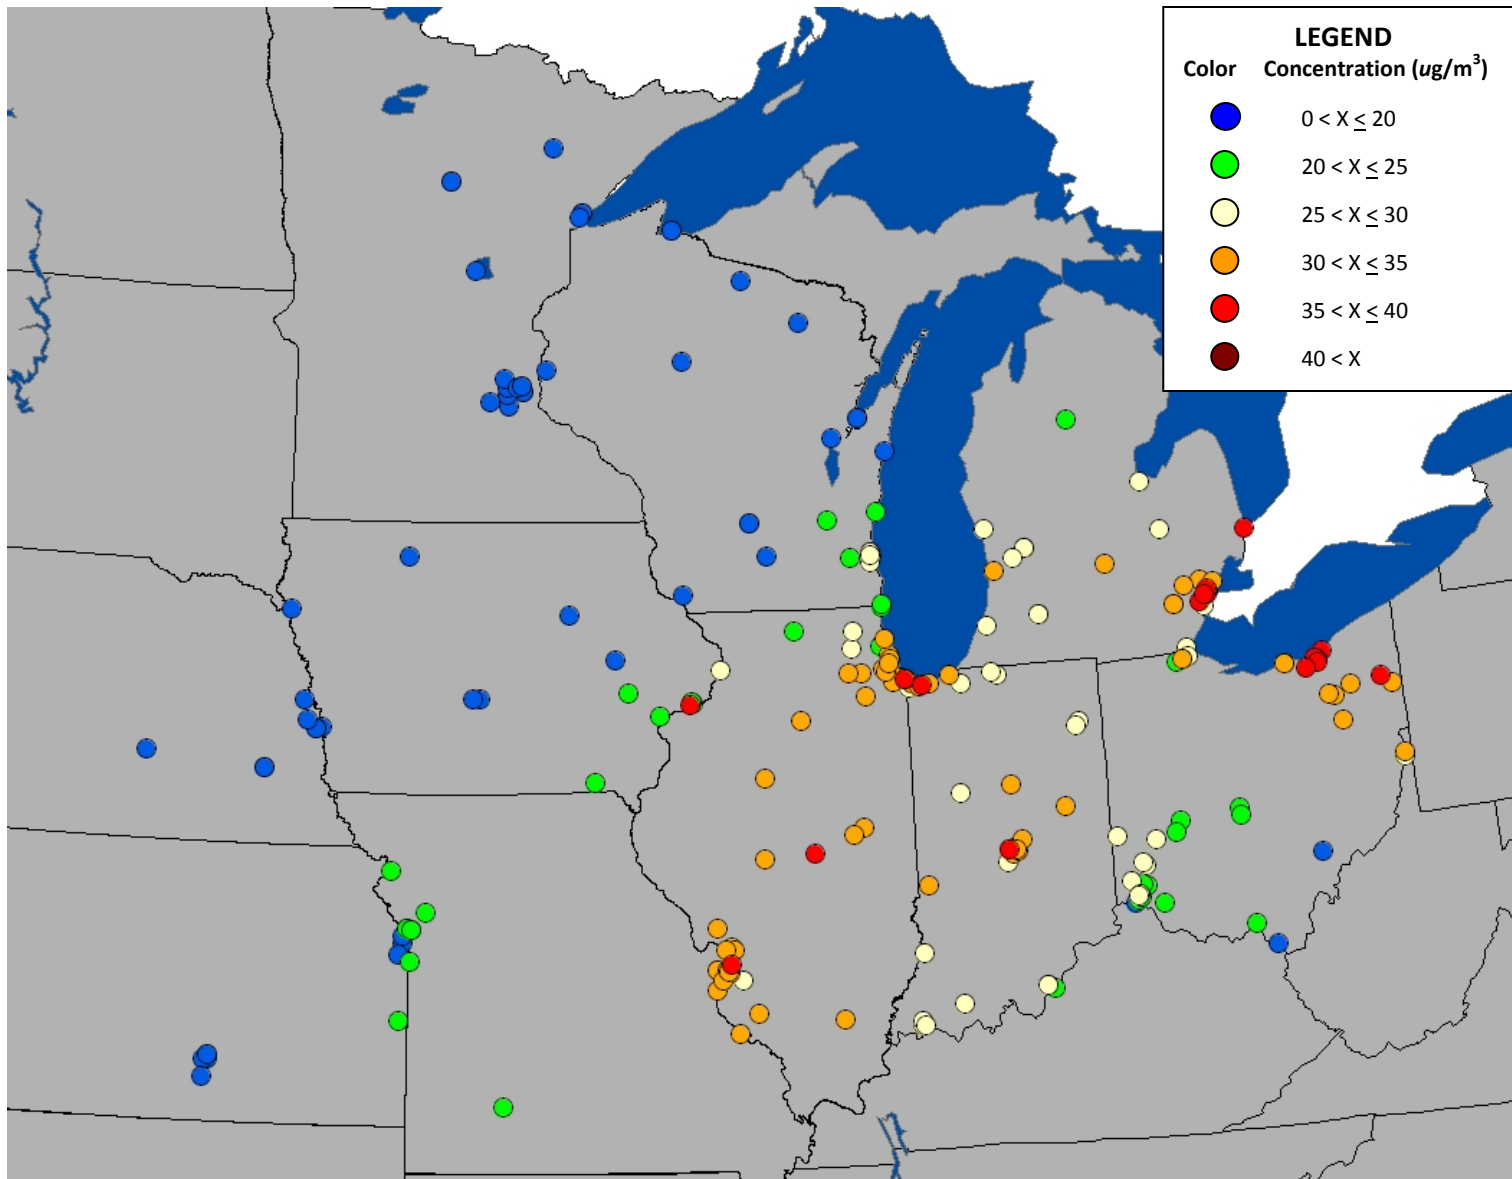 LEGEND
Color Concentration (ug/m³)
0 < X ≤ 20
20 < X ≤ 25
25 < X ≤ 30
30 < X ≤ 35
35 < X ≤ 40
40 < X